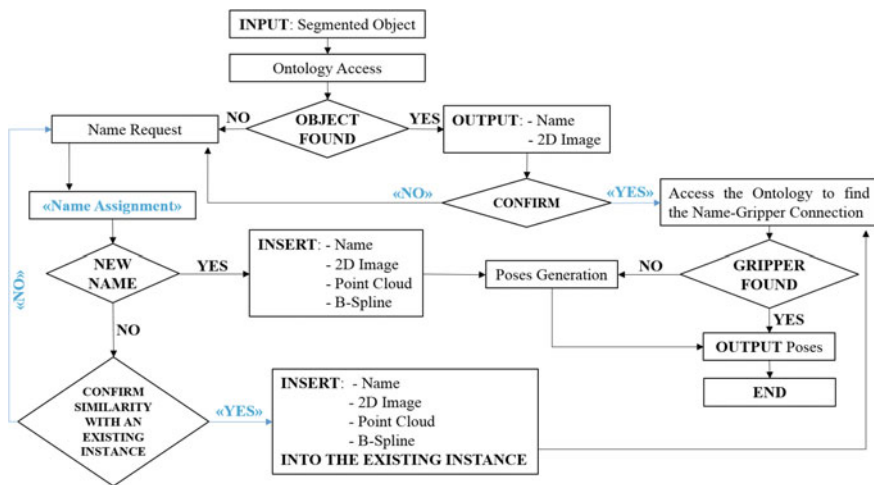 INPUT: Segmented Object
Ontology Access
OBJECT
FOUND
NO
YES
Name Request
OUTPUT: - Name
- 2D Image
«NO»
CONFIRM
«YES»
Access the Ontology to find
the Name-Gripper Connection
«Name Assignment»
«NO»
NEW
NAME
YES
INSERT: - Name
- 2D Image
- Point Cloud
- B-Spline
Poses Generation
NO
GRIPPER
FOUND
YES
OUTPUT Poses
END
NO
CONFIRM
SIMILARITY
WITH AN
EXISTING
INSTANCE
«YES»
INSERT: - Name
- 2D Image
- Point Cloud
- B-Spline
INTO THE EXISTING INSTANCE